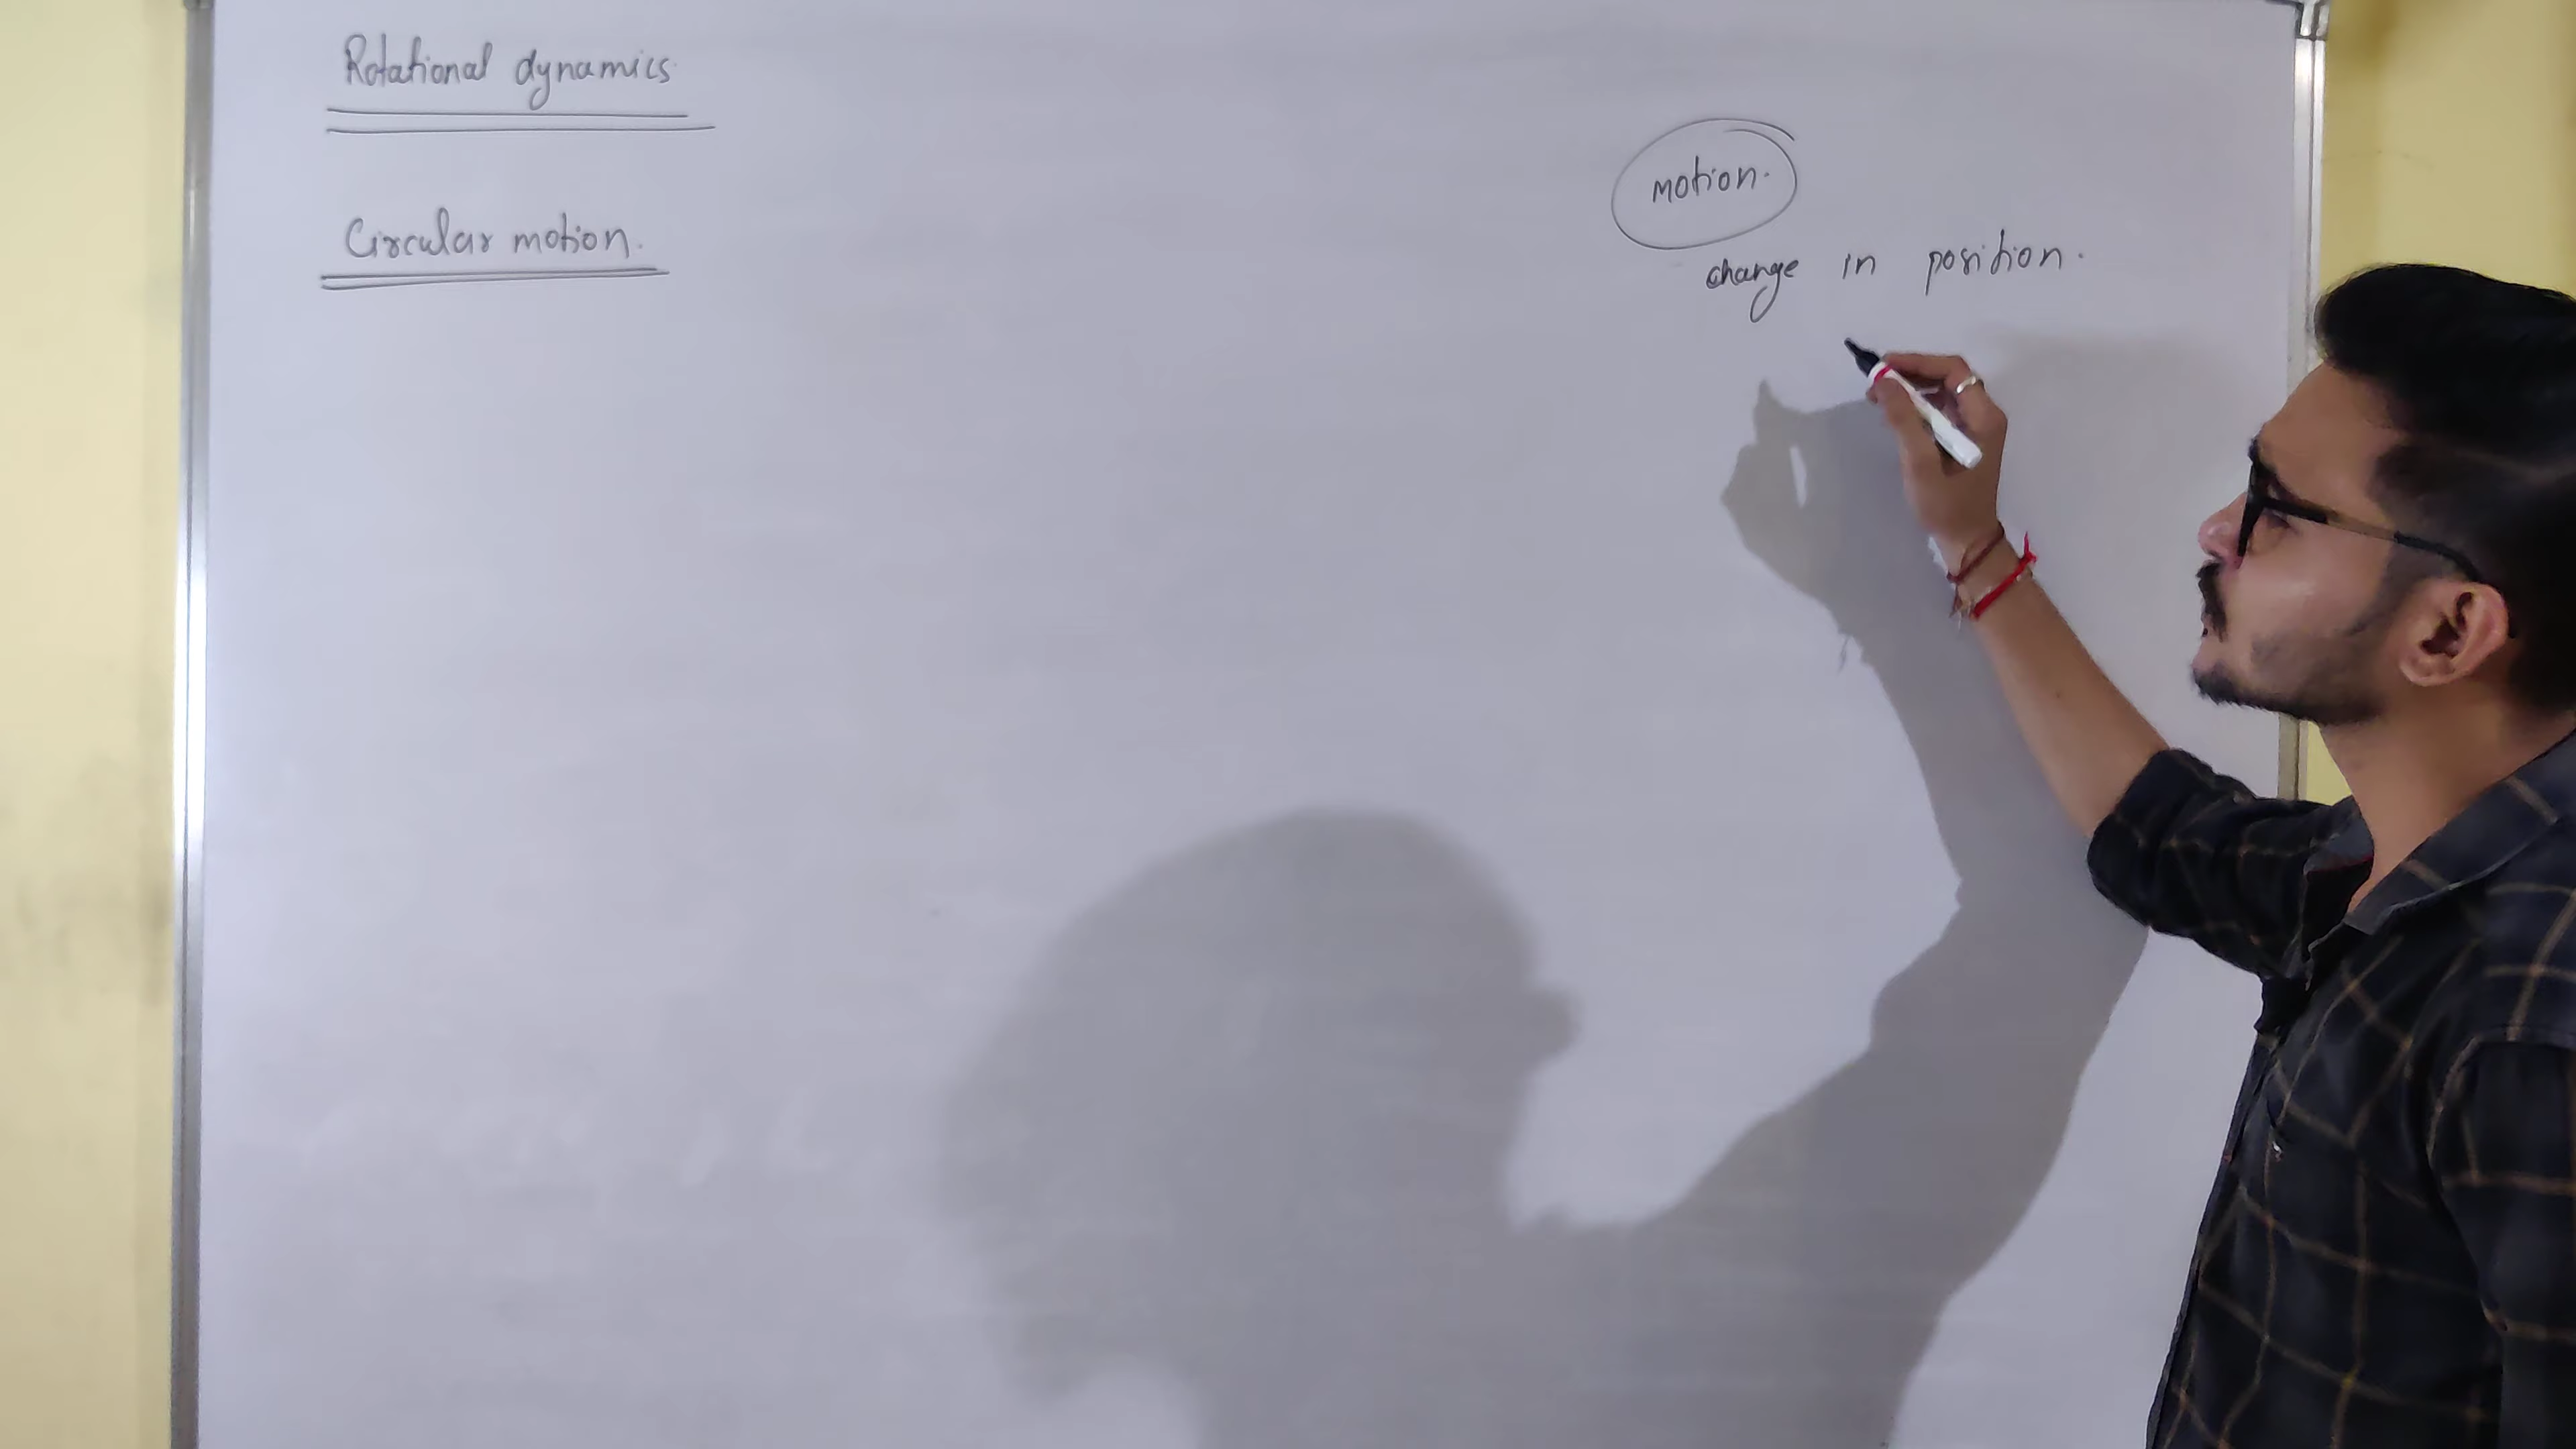 Rotational dynamics.
Circular motion.
motion.
change in position.